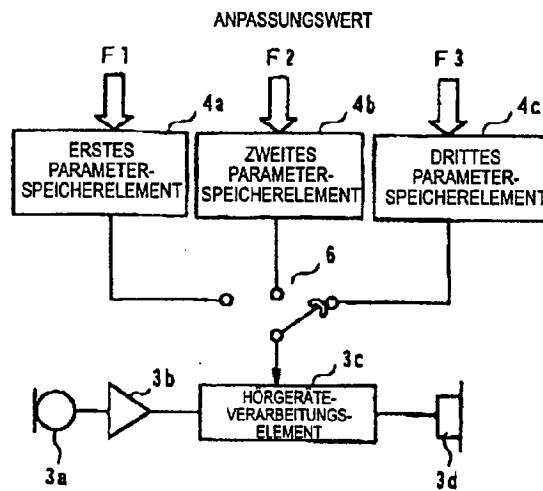 ANPASSUNGSWERT
F1 F2 F3
4a 4b 4c
ERSTES
PARAMETER-
SPEICHERELEMENT
ZWEITES
PARAMETER-
SPEICHERELEMENT
DRITTES
PARAMETER-
SPEICHERELEMENT
6
3b 3c
HÖRGERÄTE-
VERARBEITUNGS-
ELEMENT
3a 3d